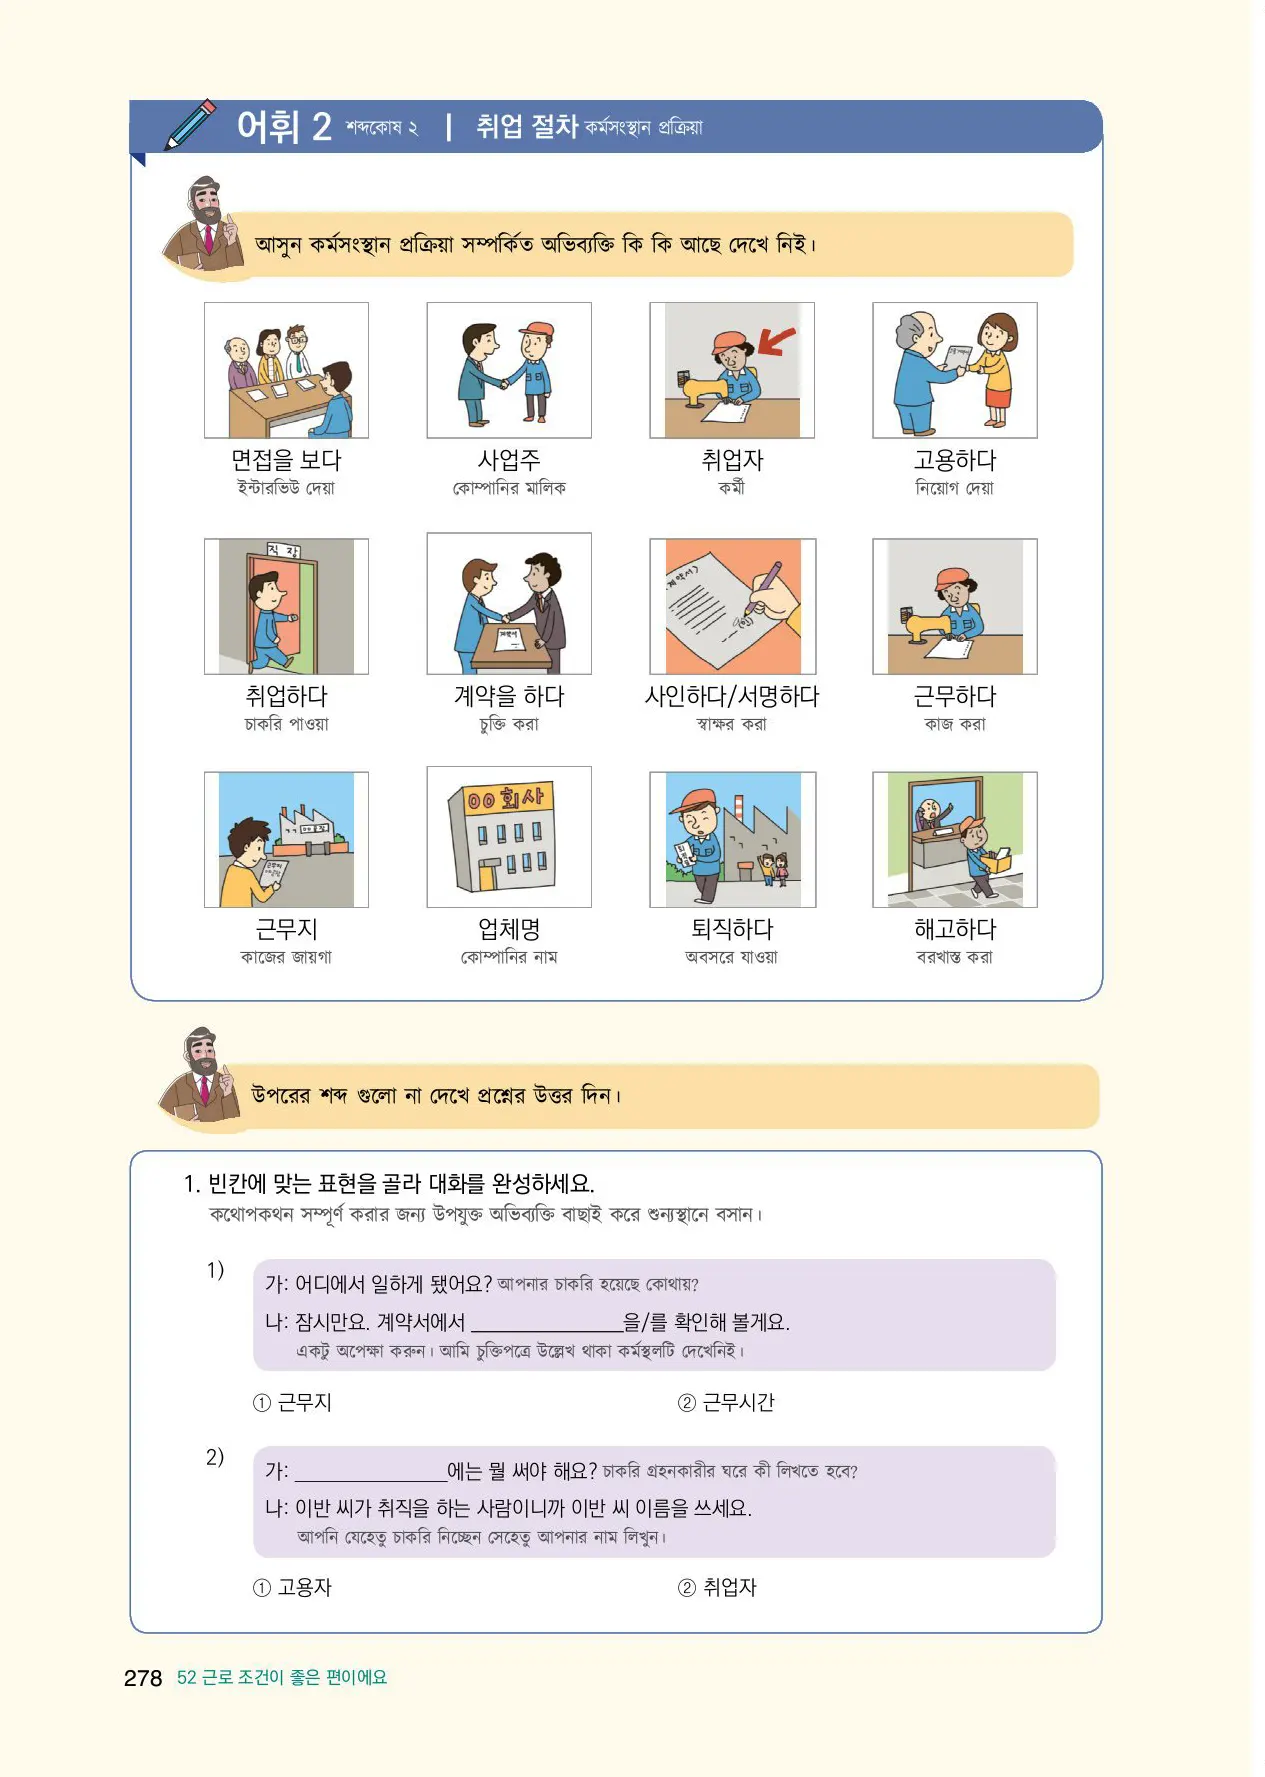 어휘 2 শব্দকোষ ২ | 취업 절차 কর্মসংস্থান প্রক্রিয়া
আসুন কর্মসংস্থান প্রক্রিয়া সম্পর্কিত অভিব্যক্তি কি কি আছে দেখে নিই।
면접을 보다 사업주 취업자 고용하다
ইন্টারভিউ দেয়া কোম্পানির মালিক কর্মী নিয়োগ দেয়া
직 장
계약서
계약서)
취업하다 계약을 하다 사인하다/서명하다 근무하다
চাকরি পাওয়া চুক্তি করা স্বাক্ষর করা কাজ করা
OO 회사
근무지 업체명 퇴직하다 해고하다
কাজের জায়গা কোম্পানির নাম অবসরে যাওয়া বরখাস্ত করা
উপরের শব্দ গুলো না দেখে প্রশ্নের উত্তর দিন।
1. 빈칸에 맞는 표현을 골라 대화를 완성하세요.
কথোপকথন সম্পূর্ণ করার জন্য উপযুক্ত অভিব্যক্তি বাছাই করে শুন্যস্থানে বসান।
1)
가: 어디에서 일하게 됐어요? আপনার চাকরি হয়েছে কোথায়?
나: 잠시만요. 계약서에서 ______________을/를 확인해 볼게요.
একটু অপেক্ষা করুন। আমি চুক্তিপত্রে উল্লেখ থাকা কর্মস্থলটি দেখেনিই।
① 근무지 ② 근무시간
2)
가: ______________에는 뭘 써야 해요? চাকরি গ্রহনকারীর ঘরে কী লিখতে হবে?
나: 이반 씨가 취직을 하는 사람이니까 이반 씨 이름을 쓰세요.
আপনি যেহেতু চাকরি নিচ্ছেন সেহেতু আপনার নাম লিখুন।
① 고용자 ② 취업자
278 52 근로 조건이 좋은 편이에요